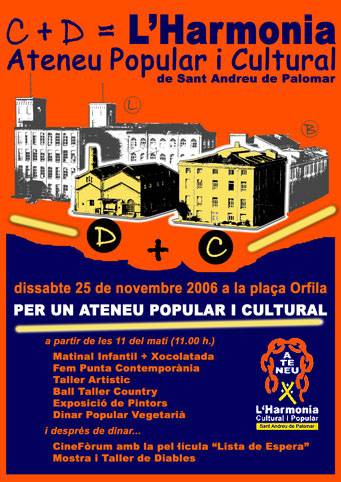 C + D = L'Harmonia
Ateneu Popular i Cultural
de Sant Andreu de Palomar
L
B
D + C
dissabte 25 de novembre 2006 a la plaça Orfila
PER UN ATENEU POPULAR I CULTURAL
a partir de les 11 del matí (11.00 h.)
Matinal Infantil + Xocolatada
Fem Punta Contemporània
Taller Artístic
Ball Taller Country
Exposició de Pintors
Dinar Popular Vegetarià
i després de dinar...
CineFòrum amb la pel·lícula "Lista de Espera"
Mostra i Taller de Diables
A
TE
NEU
L'Harmonia
Cultural i Popular
Sant Andreu de Palomar